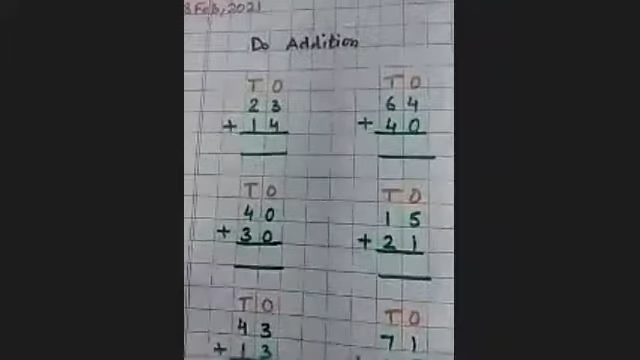 8 Feb, 2021
Do Addition
T O
2 3
+ 1 4
T O
6 4
+ 4 0
T O
4 0
+ 3 0
T O
1 5
+ 2 1
T O
4 3
+ 1 3
T O
7 1